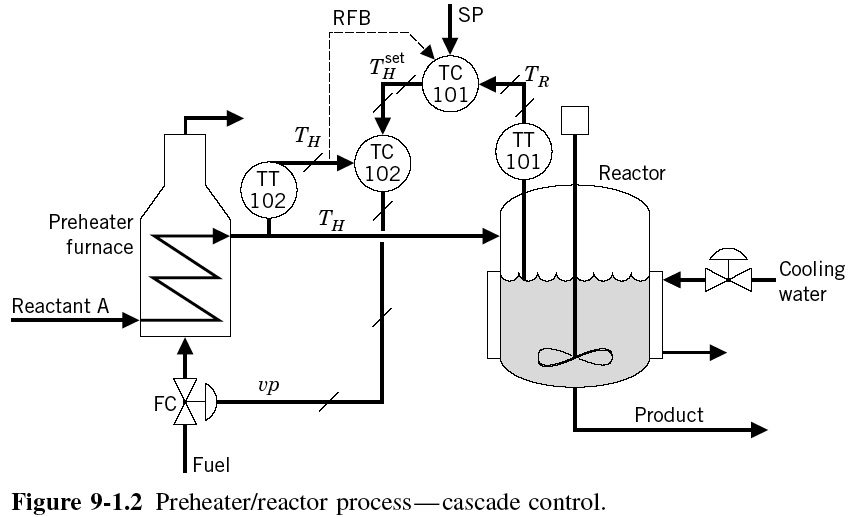 RFB
SP
T_H^set
TC
101
T_R
T_H
TC
102
TT
101
TT
102
Reactor
Preheater
furnace
T_H
Cooling
water
Reactant A
vp
FC
Product
Fuel
Figure 9-1.2 Preheater/reactor process—cascade control.